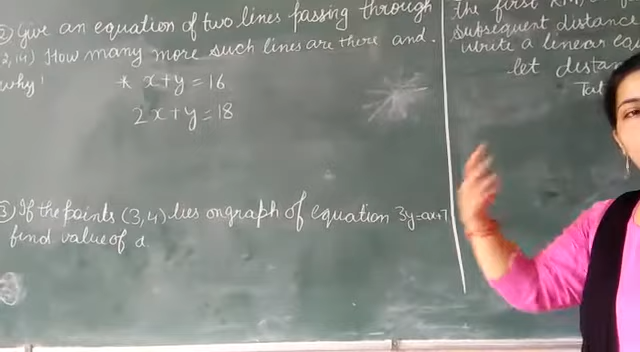 ② Give an equation of two lines passing through
2,14) How many more such lines are there and.
why'
* x+y=16
2x+y=18
③ If the points (3,4) lies on graph of equation 3y=ax+7
find value of a
the first KM
subsequent distance
write a linear equ
let distan